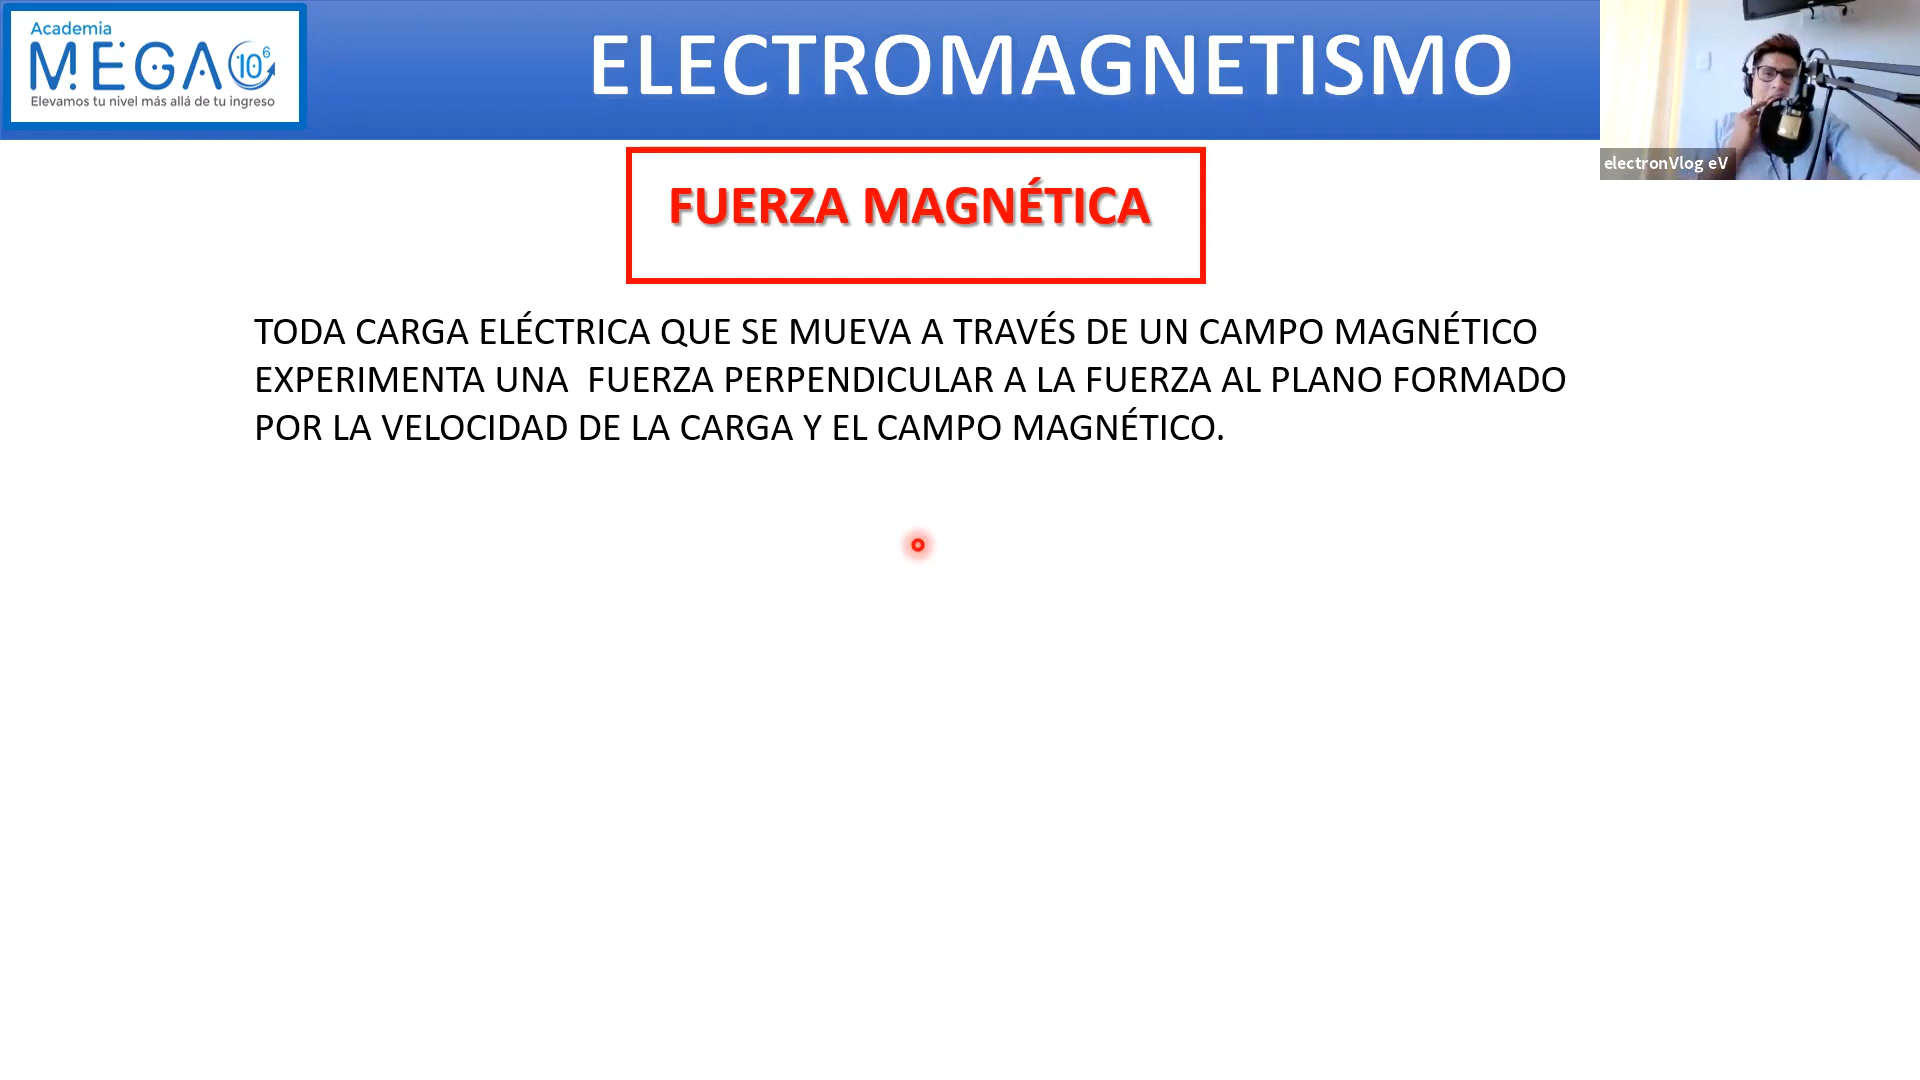 Academia
MEGA 10⁶
Elevamos tu nivel más allá de tu ingreso
ELECTROMAGNETISMO
electronVlog eV
FUERZA MAGNÉTICA
TODA CARGA ELÉCTRICA QUE SE MUEVA A TRAVÉS DE UN CAMPO MAGNÉTICO
EXPERIMENTA UNA  FUERZA PERPENDICULAR A LA FUERZA AL PLANO FORMADO
POR LA VELOCIDAD DE LA CARGA Y EL CAMPO MAGNÉTICO.